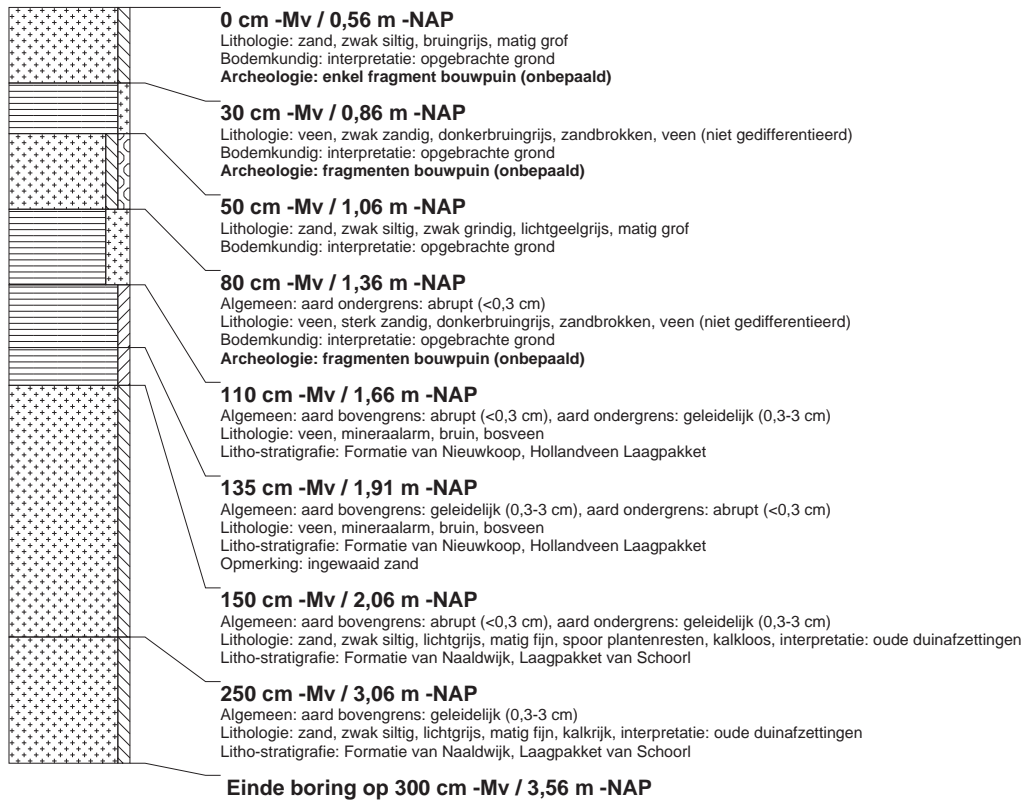 0 cm -Mv / 0,56 m -NAP
Lithologie: zand, zwak siltig, bruingrijs, matig grof
Bodemkundig: interpretatie: opgebrachte grond
Archeologie: enkel fragment bouwpuin (onbepaald)
30 cm -Mv / 0,86 m -NAP
Lithologie: veen, zwak zandig, donkerbruingrijs, zandbrokken, veen (niet gedifferentieerd)
Bodemkundig: interpretatie: opgebrachte grond
Archeologie: fragmenten bouwpuin (onbepaald)
50 cm -Mv / 1,06 m -NAP
Lithologie: zand, zwak siltig, zwak grindig, lichtgeelgrijs, matig grof
Bodemkundig: interpretatie: opgebrachte grond
80 cm -Mv / 1,36 m -NAP
Algemeen: aard ondergrens: abrupt (<0,3 cm)
Lithologie: veen, sterk zandig, donkerbruingrijs, zandbrokken, veen (niet gedifferentieerd)
Bodemkundig: interpretatie: opgebrachte grond
Archeologie: fragmenten bouwpuin (onbepaald)
110 cm -Mv / 1,66 m -NAP
Algemeen: aard bovengrens: abrupt (<0,3 cm), aard ondergrens: geleidelijk (0,3-3 cm)
Lithologie: veen, mineraalarm, bruin, bosveen
Litho-stratigrafie: Formatie van Nieuwkoop, Hollandveen Laagpakket
135 cm -Mv / 1,91 m -NAP
Algemeen: aard bovengrens: geleidelijk (0,3-3 cm), aard ondergrens: abrupt (<0,3 cm)
Lithologie: veen, mineraalarm, bruin, bosveen
Litho-stratigrafie: Formatie van Nieuwkoop, Hollandveen Laagpakket
Opmerking: ingewaaid zand
150 cm -Mv / 2,06 m -NAP
Algemeen: aard bovengrens: abrupt (<0,3 cm), aard ondergrens: geleidelijk (0,3-3 cm)
Lithologie: zand, zwak siltig, lichtgrijs, matig fijn, spoor plantenresten, kalkloos, interpretatie: oude duinafzettingen
Litho-stratigrafie: Formatie van Naaldwijk, Laagpakket van Schoorl
250 cm -Mv / 3,06 m -NAP
Algemeen: aard bovengrens: geleidelijk (0,3-3 cm)
Lithologie: zand, zwak siltig, lichtgrijs, matig fijn, kalkrijk, interpretatie: oude duinafzettingen
Litho-stratigrafie: Formatie van Naaldwijk, Laagpakket van Schoorl
Einde boring op 300 cm -Mv / 3,56 m -NAP